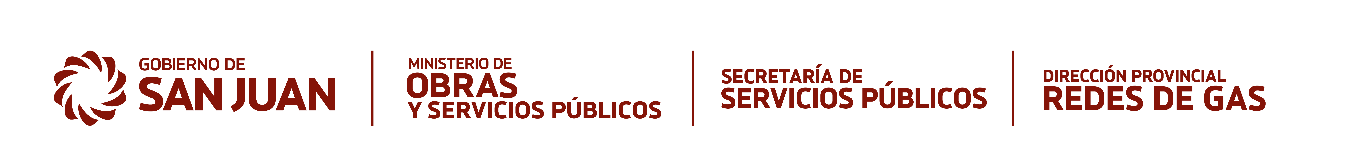 GOBIERNO DE
SAN JUAN
MINISTERIO DE
OBRAS
Y SERVICIOS PÚBLICOS
SECRETARÍA DE
SERVICIOS PÚBLICOS
DIRECCIÓN PROVINCIAL
REDES DE GAS